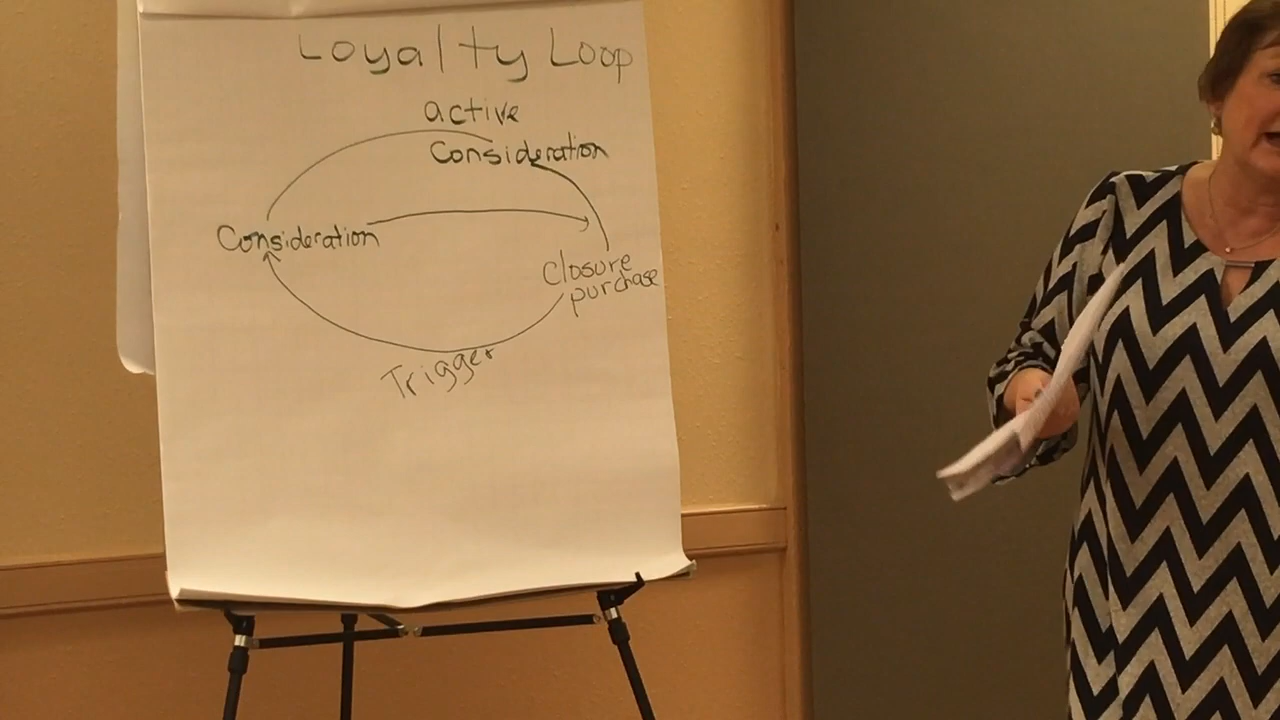 Loyalty Loop
active
Consideration
Consideration
Closure
purchase
Trigger